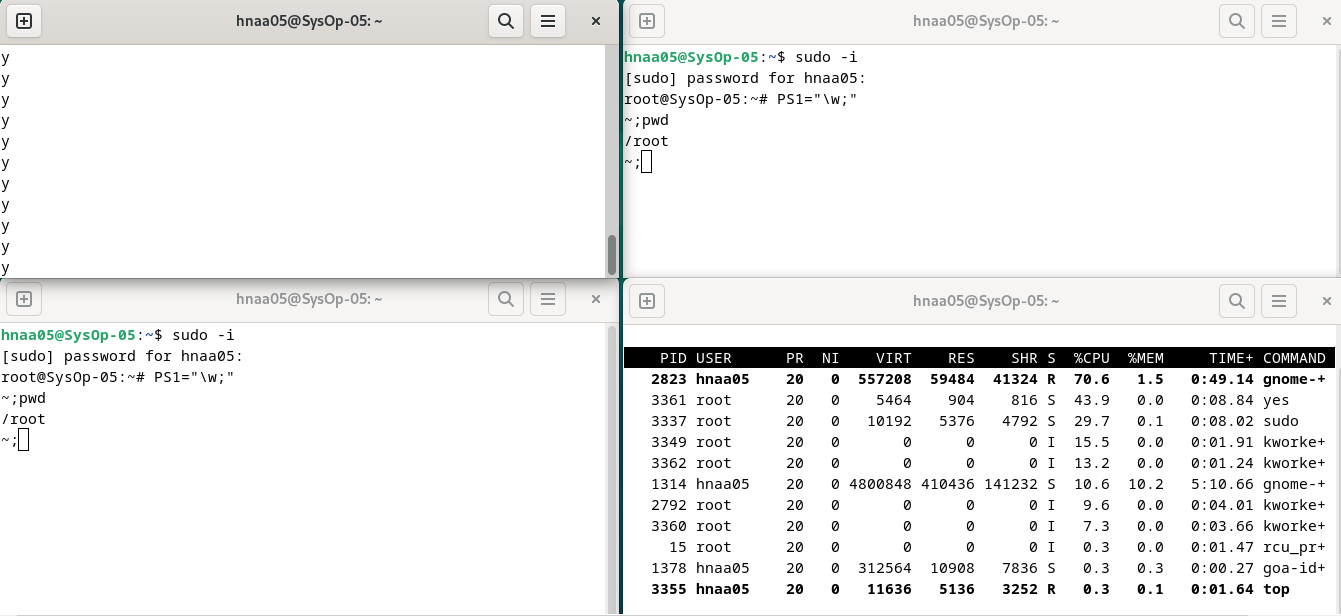 hnaa05@SysOp-05: ~
y
y
y
y
y
y
y
y
y
y
y
hnaa05@SysOp-05: ~
hnaa05@SysOp-05:~$ sudo -i
[sudo] password for hnaa05:
root@SysOp-05:~# PS1="\w;"
~;pwd
/root
~;
hnaa05@SysOp-05: ~
hnaa05@SysOp-05:~$ sudo -i
[sudo] password for hnaa05:
root@SysOp-05:~# PS1="\w;"
~;pwd
/root
~;
hnaa05@SysOp-05: ~
PID USER PR NI VIRT RES SHR S %CPU %MEM TIME+ COMMAND
2823 hnaa05 20 0 557208 59484 41324 R 70.6 1.5 0:49.14 gnome-+
3361 root 20 0 5464 904 816 S 43.9 0.0 0:08.84 yes
3337 root 20 0 10192 5376 4792 S 29.7 0.1 0:08.02 sudo
3349 root 20 0 0 0 0 I 15.5 0.0 0:01.91 kworke+
3362 root 20 0 0 0 0 I 13.2 0.0 0:01.24 kworke+
1314 hnaa05 20 0 4800848 410436 141232 S 10.6 10.2 5:10.66 gnome-+
2792 root 20 0 0 0 0 I 9.6 0.0 0:04.01 kworke+
3360 root 20 0 0 0 0 I 7.3 0.0 0:03.66 kworke+
15 root 20 0 0 0 0 I 0.3 0.0 0:01.47 rcu_pr+
1378 hnaa05 20 0 312564 10908 7836 S 0.3 0.3 0:00.27 goa-id+
3355 hnaa05 20 0 11636 5136 3252 R 0.3 0.1 0:01.64 top